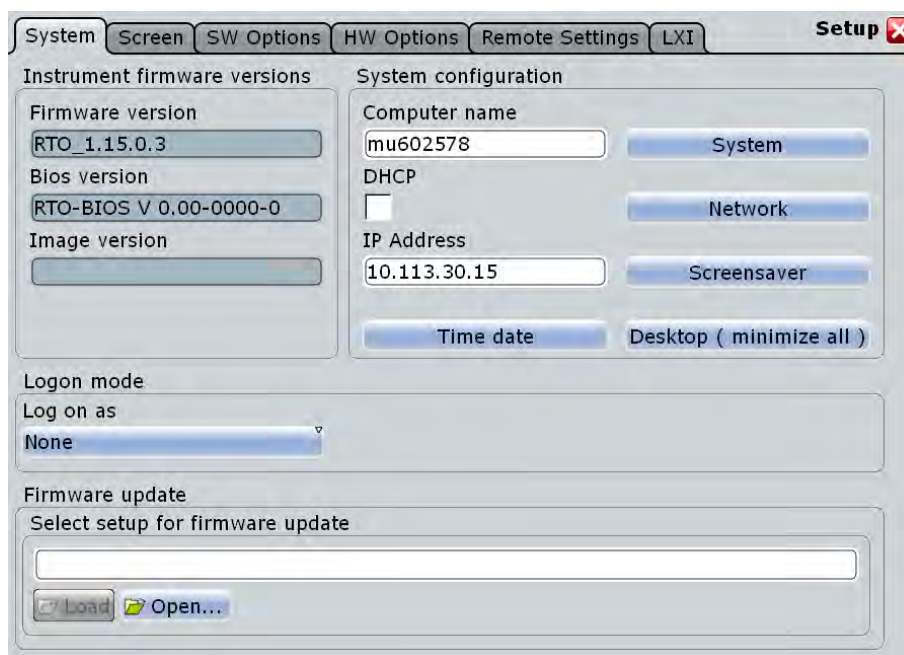 System Screen SW Options HW Options Remote Settings LXI Setup
Instrument firmware versions
Firmware version
RTO_1.15.0.3
Bios version
RTO-BIOS V 0.00-0000-0
Image version
System configuration
Computer name
mu602578
System
DHCP
Network
IP Address
10.113.30.15
Screensaver
Time date
Desktop ( minimize all )
Logon mode
Log on as
None
Firmware update
Select setup for firmware update
Load Open...